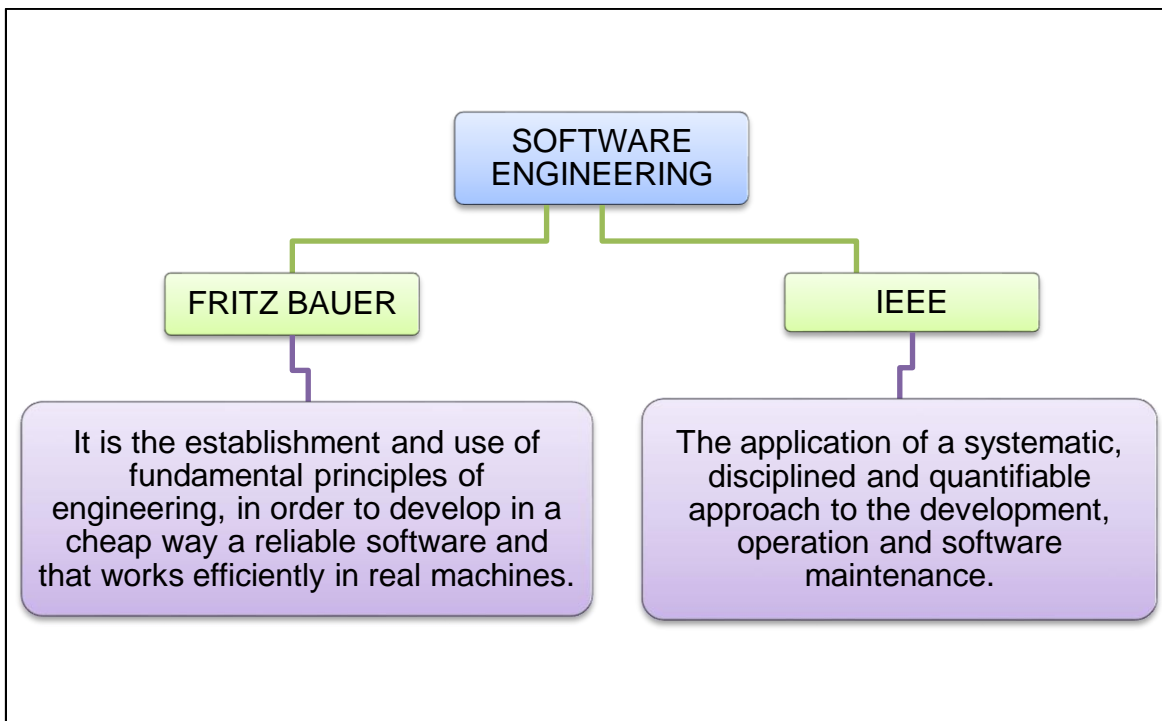 SOFTWARE
ENGINEERING
FRITZ BAUER
It is the establishment and use of
fundamental principles of
engineering, in order to develop in a
cheap way a reliable software and
that works efficiently in real machines.
IEEE
The application of a systematic,
disciplined and quantifiable
approach to the development,
operation and software
maintenance.